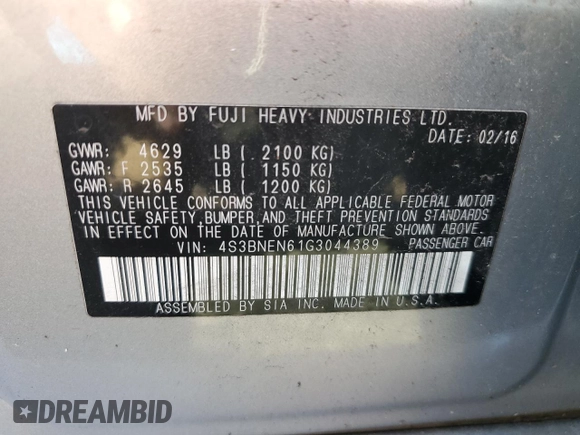 MFD BY FUJI HEAVY INDUSTRIES LTD.
DATE: 02/16
GVWR: 4629 LB ( 2100 KG)
GAWR: F 2535 LB ( 1150 KG)
GAWR: R 2645 LB ( 1200 KG)
THIS VEHICLE CONFORMS TO ALL APPLICABLE FEDERAL MOTOR
VEHICLE SAFETY, BUMPER, AND THEFT PREVENTION STANDARDS
IN EFFECT ON THE DATE OF MANUFACTURE SHOWN ABOVE.
VIN: 4S3BNEN61G3044389 PASSENGER CAR
ASSEMBLED BY SIA INC. MADE IN U.S.A.
DREAMBID